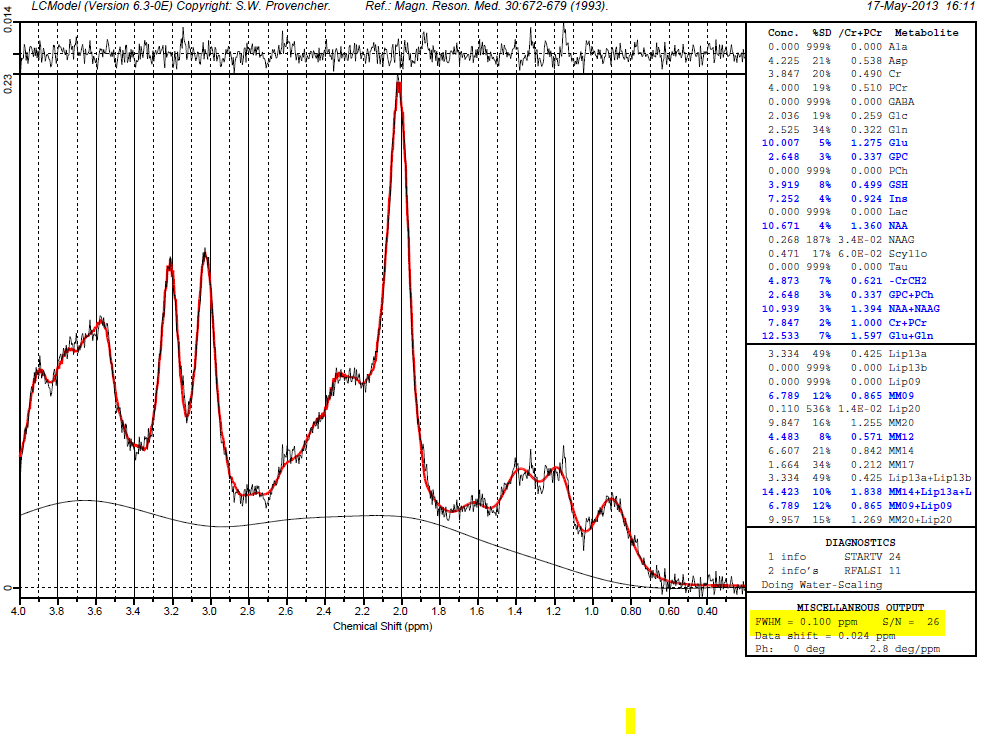 LCModel (Version 6.3-0E) Copyright: S.W. Provencher. Ref.: Magn. Reson. Med. 30:672-679 (1993). 17-May-2013 16:11
0.014
0.23
0
4.0 3.8 3.6 3.4 3.2 3.0 2.8 2.6 2.4 2.2 2.0 1.8 1.6 1.4 1.2 1.0 0.80 0.60 0.40
Chemical Shift (ppm)
Conc. %SD /Cr+PCr Metabolite
0.000 999% 0.000 Ala
4.225 21% 0.538 Asp
3.847 20% 0.490 Cr
4.000 19% 0.510 PCr
0.000 999% 0.000 GABA
2.036 19% 0.259 Glc
2.525 34% 0.322 Gln
10.007 5% 1.275 Glu
2.648 3% 0.337 GPC
0.000 999% 0.000 PCh
3.919 8% 0.499 GSH
7.252 4% 0.924 Ins
0.000 999% 0.000 Lac
10.671 4% 1.360 NAA
0.268 187% 3.4E-02 NAAG
0.471 17% 6.0E-02 Scyllo
0.000 999% 0.000 Tau
4.873 7% 0.621 -CrCH2
2.648 3% 0.337 GPC+PCh
10.939 3% 1.394 NAA+NAAG
7.847 2% 1.000 Cr+PCr
12.533 7% 1.597 Glu+Gln
3.334 49% 0.425 Lip13a
0.000 999% 0.000 Lip13b
0.000 999% 0.000 Lip09
6.789 12% 0.865 MM09
0.110 536% 1.4E-02 Lip20
9.847 16% 1.255 MM20
4.483 8% 0.571 MM12
6.607 21% 0.842 MM14
1.664 34% 0.212 MM17
3.334 49% 0.425 Lip13a+Lip13b
14.423 10% 1.838 MM14+Lip13a+L
6.789 12% 0.865 MM09+Lip09
9.957 15% 1.269 MM20+Lip20
DIAGNOSTICS
1 info STARTV 24
2 info's RFALSI 11
Doing Water-Scaling
MISCELLANEOUS OUTPUT
FWHM = 0.100 ppm S/N = 26
Data shift = 0.024 ppm
Ph: 0 deg 2.8 deg/ppm